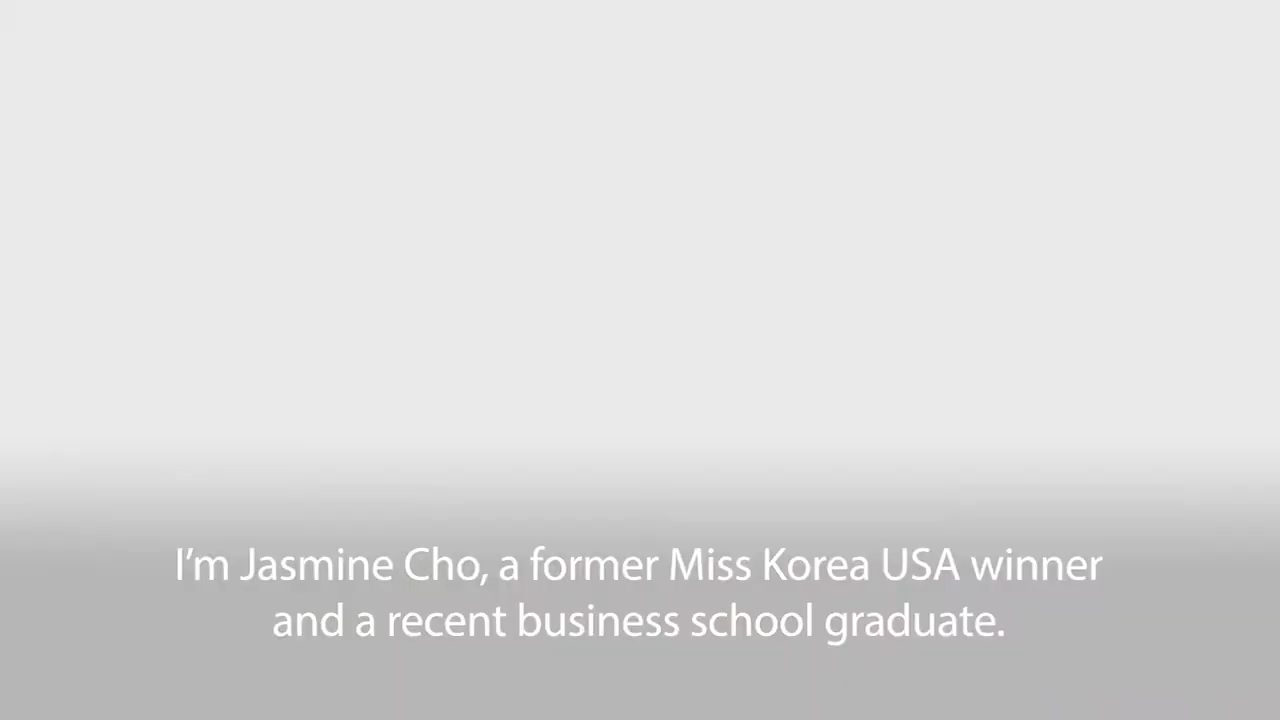 I’m Jasmine Cho, a former Miss Korea USA winner
and a recent business school graduate.